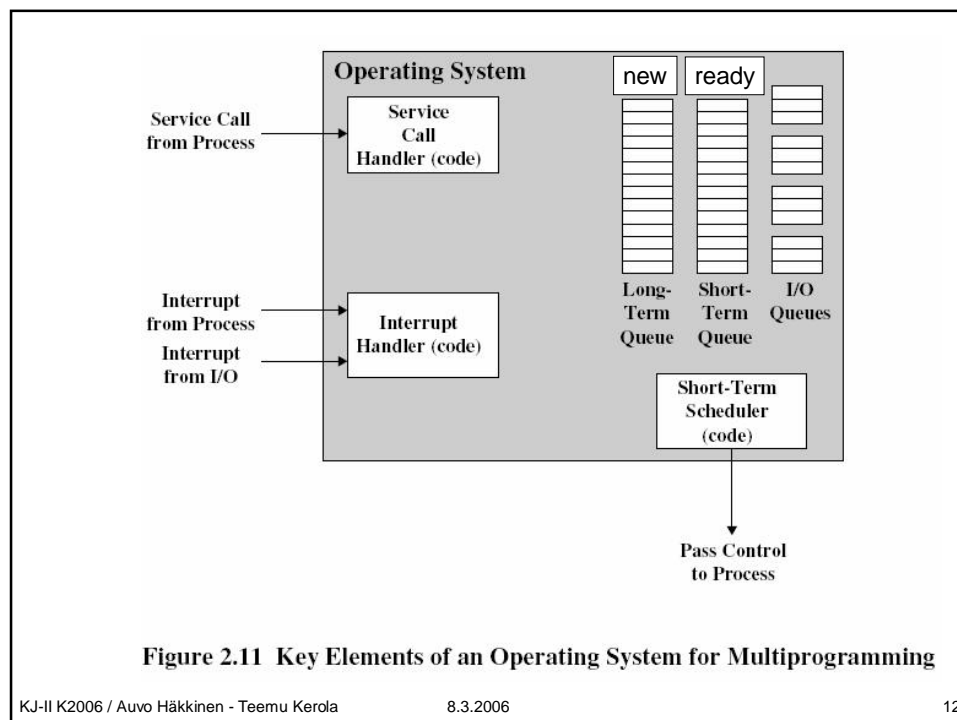 Operating System
new
ready
Service Call
from Process
Service
Call
Handler (code)
Interrupt
from Process
Interrupt
from I/O
Interrupt
Handler (code)
Long-
Term
Queue
Short-
Term
Queue
I/O
Queues
Short-Term
Scheduler
(code)
Pass Control
to Process
Figure 2.11 Key Elements of an Operating System for Multiprogramming
KJ-II K2006 / Auvo Häkkinen - Teemu Kerola 8.3.2006 12